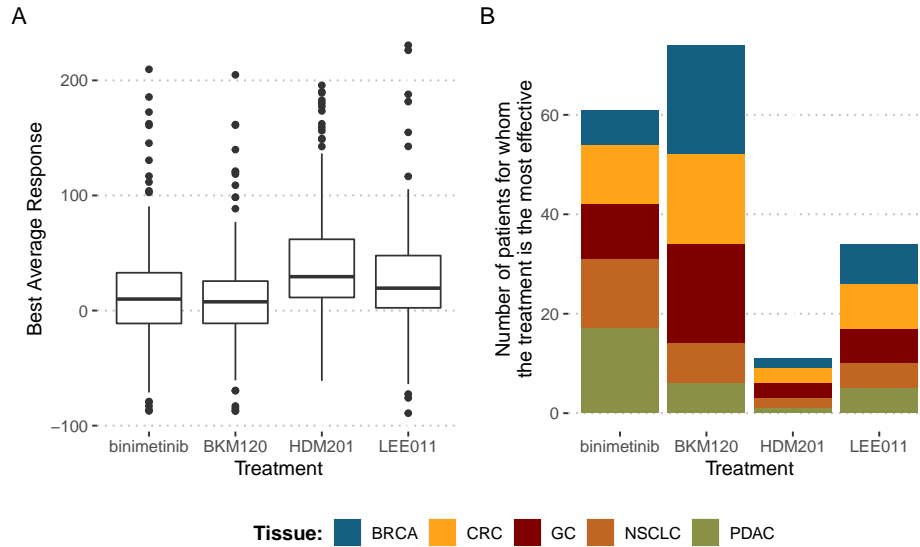 A
B
Best Average Response
200
100
0
−100
binimetinib BKM120 HDM201 LEE011
Treatment
Number of patients for whom
the treatment is the most effective
60
40
20
0
binimetinib BKM120 HDM201 LEE011
Treatment
Tissue: BRCA CRC GC NSCLC PDAC